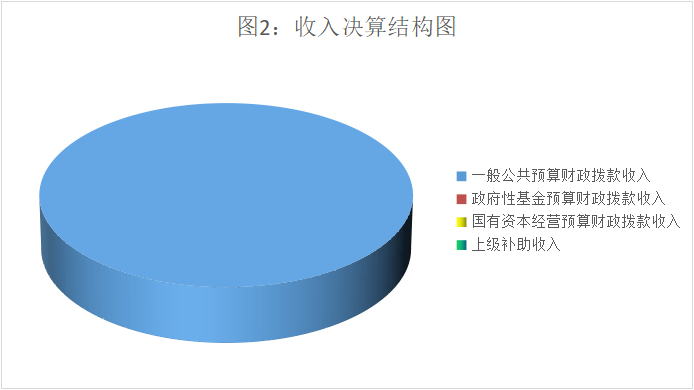 图2：收入决算结构图
一般公共预算财政拨款收入
政府性基金预算财政拨款收入
国有资本经营预算财政拨款收入
上级补助收入